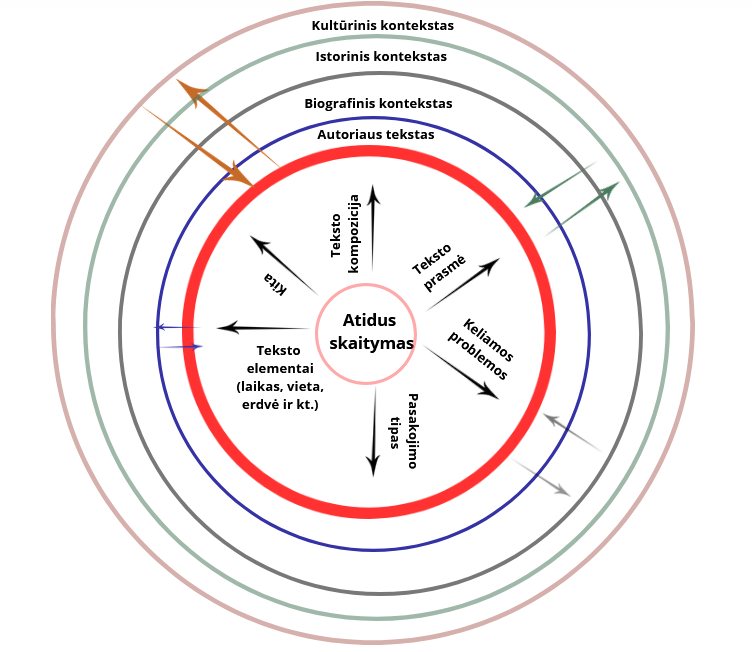 Kultūrinis kontekstas
Istorinis kontekstas
Biografinis kontekstas
Autoriaus tekstas
Teksto
kompozicija
Teksto
prasmė
Kita
Atidus
skaitymas
Keliamos
problemos
Teksto
elementai
(laikas, vieta,
erdvė ir kt.)
Pasakojimo
tipas